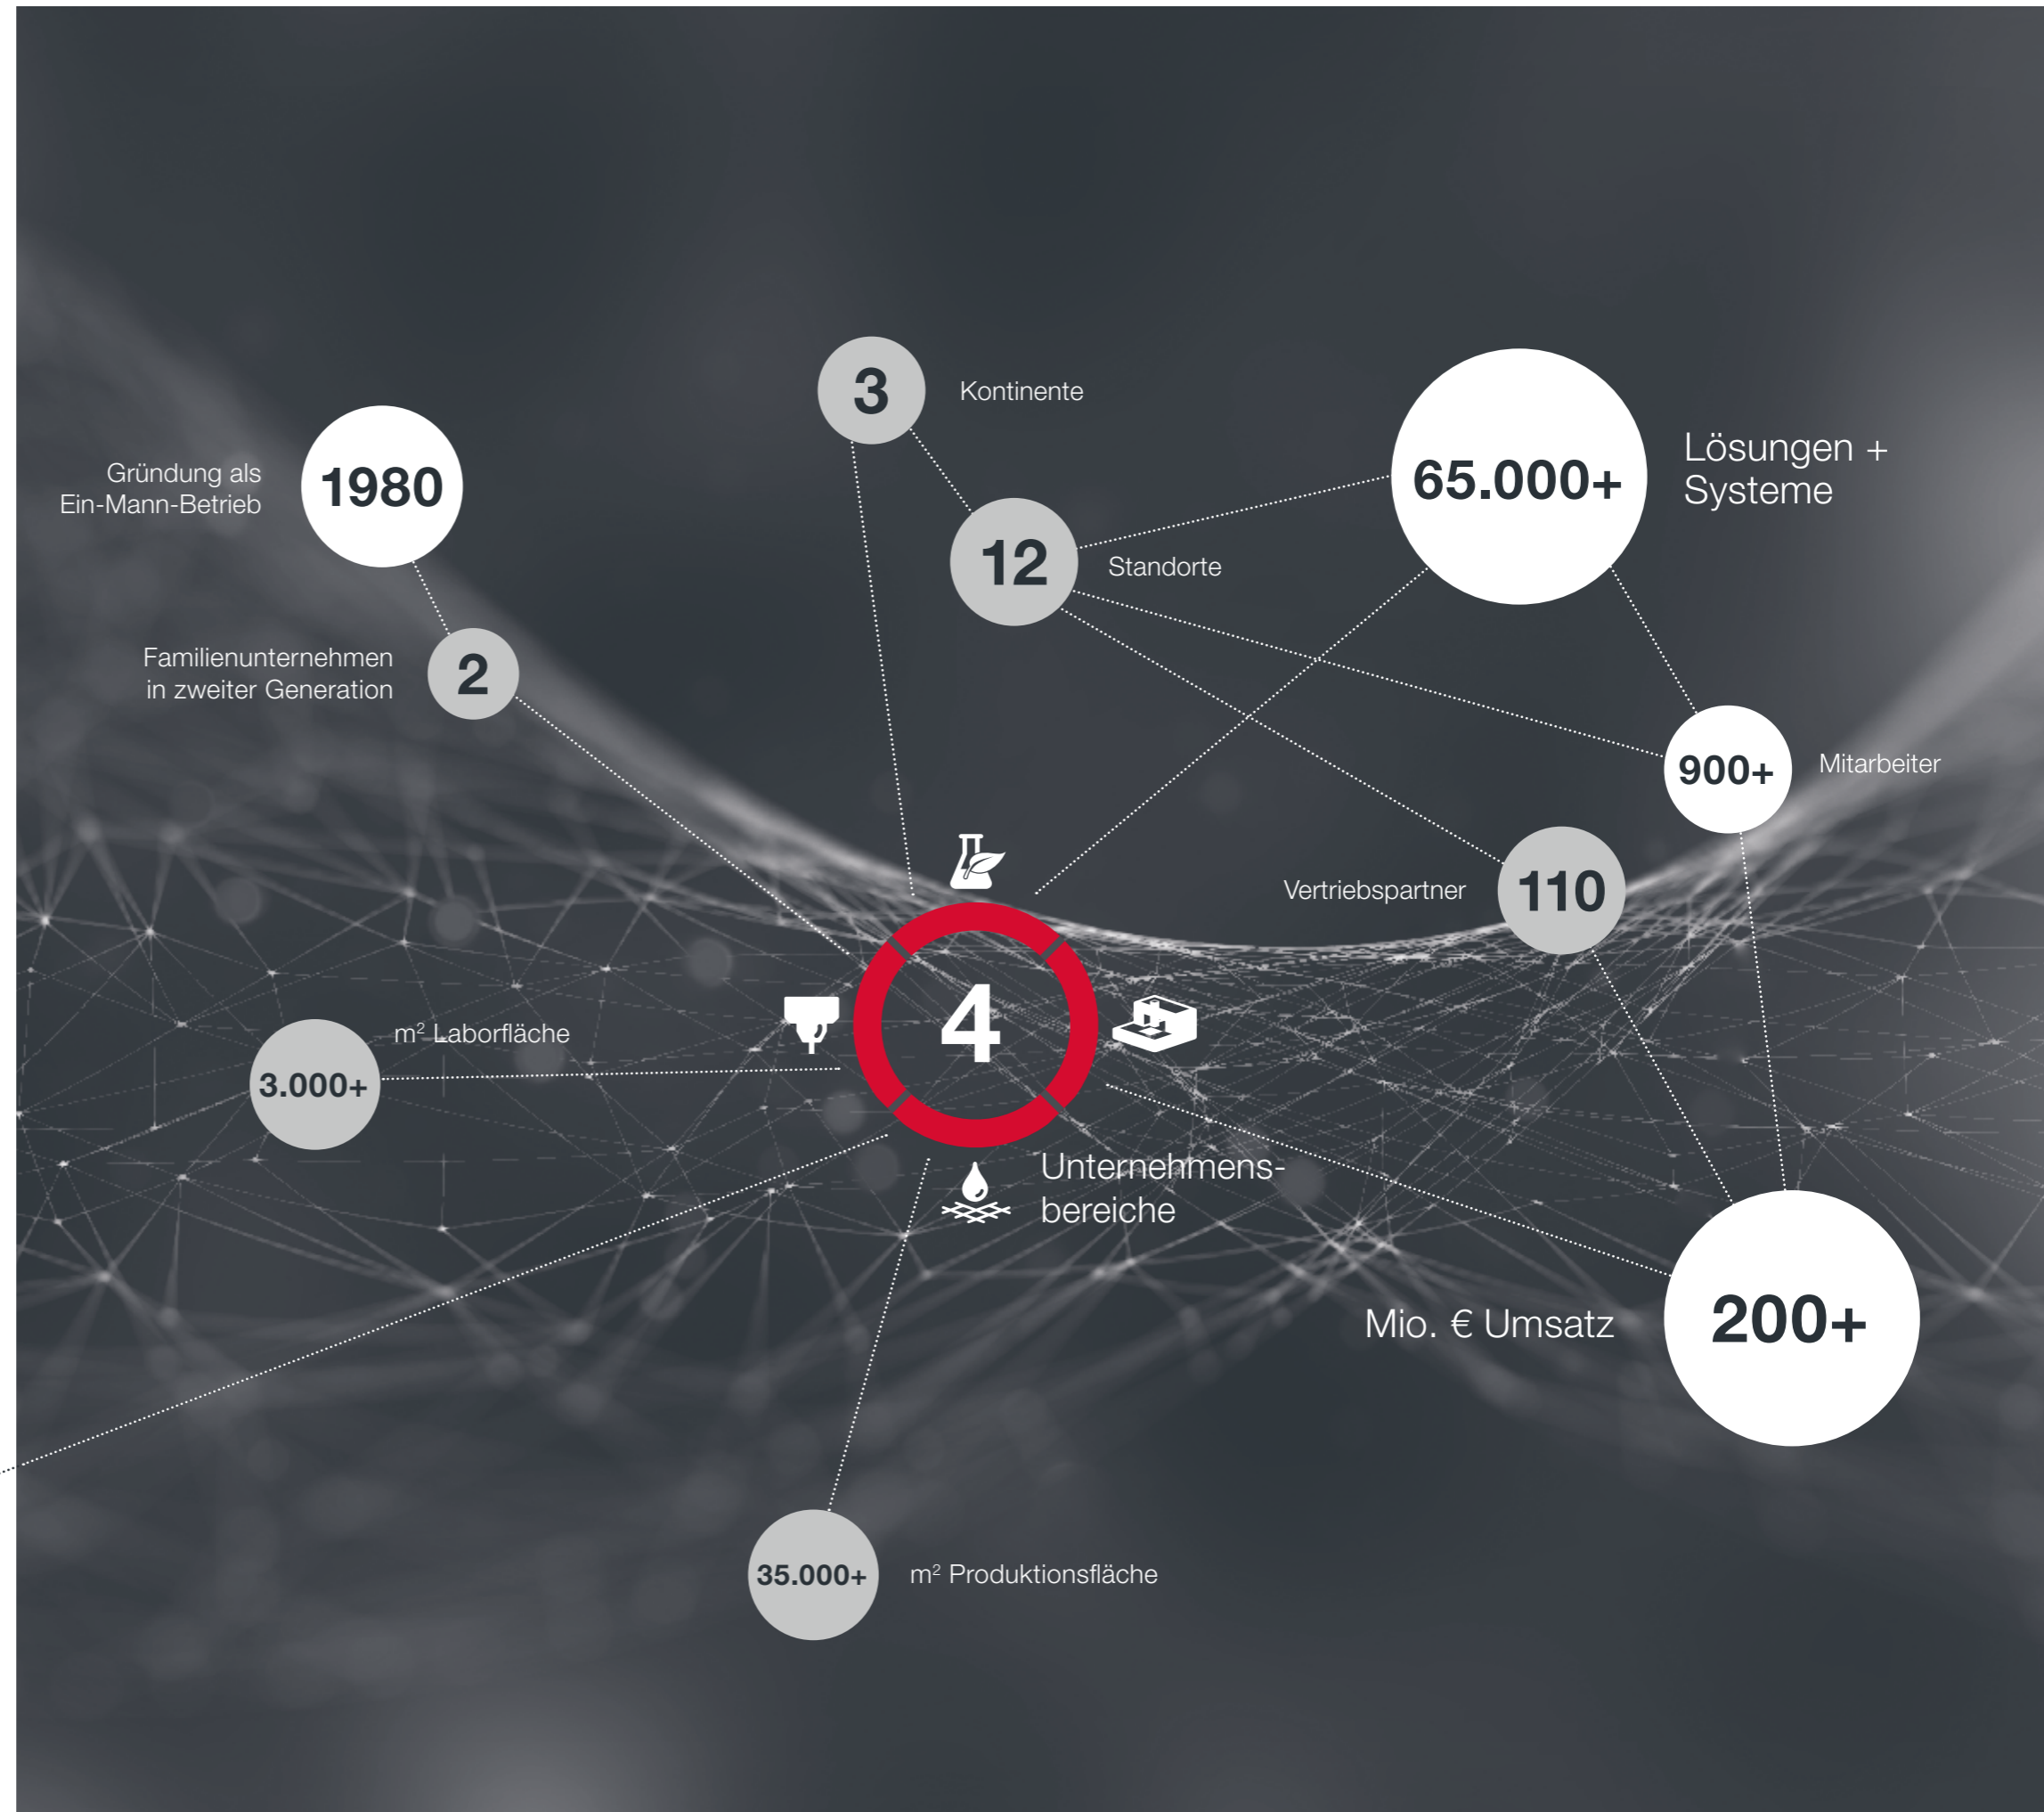 3
Kontinente
65.000+
Lösungen +
Systeme
Gründung als
Ein-Mann-Betrieb
1980
12
Standorte
Familienunternehmen
in zweiter Generation
2
900+
Mitarbeiter
Vertriebspartner
110
4
Unternehmens-
bereiche
m² Laborfläche
3.000+
Mio. € Umsatz
200+
35.000+
m² Produktionsfläche